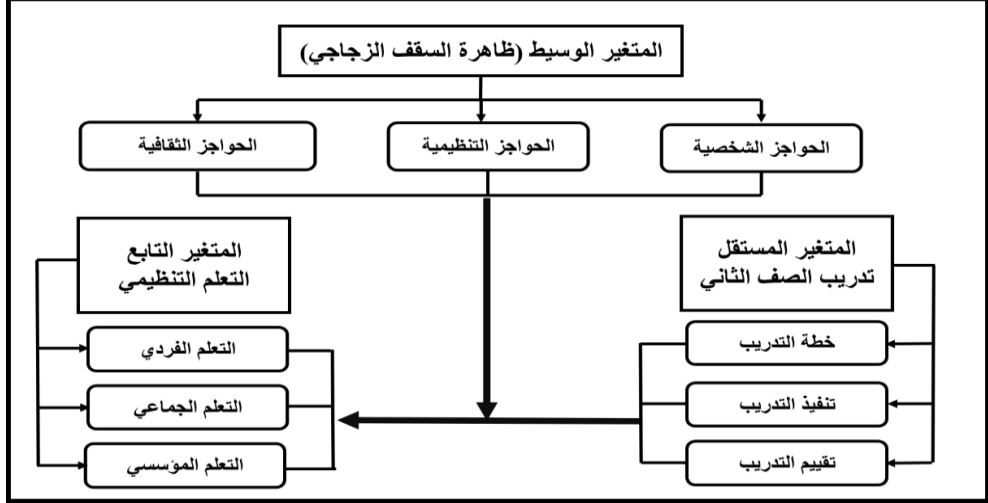 المتغير الوسيط (ظاهرة السقف الزجاجي)
الحواجز الشخصية
الحواجز التنظيمية
الحواجز الثقافية
المتغير المستقل
تدريب الصف الثاني
خطة التدريب
تنفيذ التدريب
تقييم التدريب
المتغير التابع
التعلم التنظيمي
التعلم الفردي
التعلم الجماعي
التعلم المؤسسي